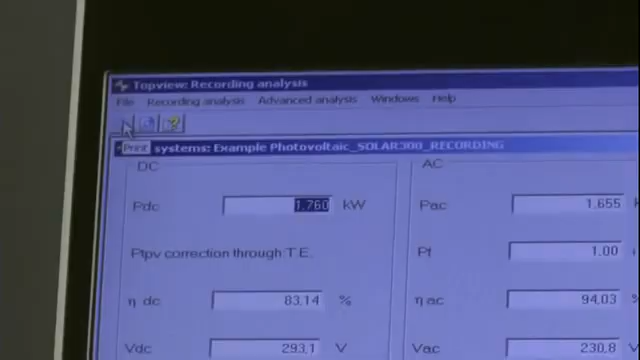 Topview: Recording analysis
File Recording analysis Advanced analysis Windows Help
Print systems: Example Photovoltaic_SOLAR300_RECORDING
DC AC
Pdc 1.760 kW Pac 1.655
Ptpv correction through T.E. Pf 1.00
η dc 83.14 % η ac 94.03 %
Vdc 293.1 V Vac 230.8 V